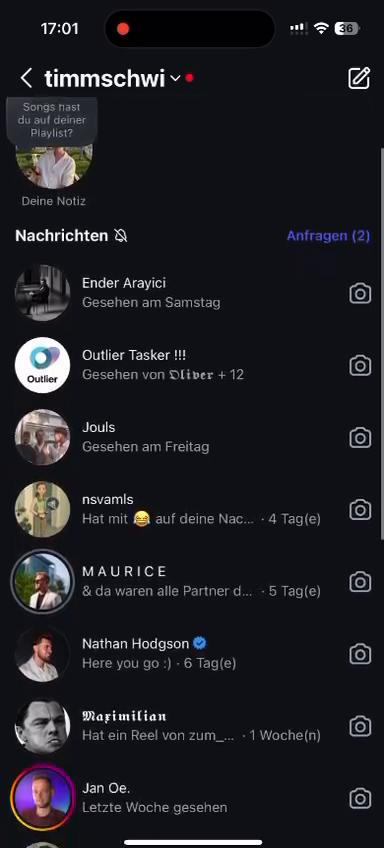 17:01
36
timmschwi
Songs hast
du auf deiner
Playlist?
Deine Notiz
Nachrichten
Anfragen (2)
Ender Arayici
Gesehen am Samstag
Outlier Tasker !!!
Gesehen von 𝔒𝔩𝔦𝔳𝔢𝔯 + 12
Outlier
Jouls
Gesehen am Freitag
nsvamls
Hat mit 😂 auf deine Nac... · 4 Tag(e)
M A U R I C E
& da waren alle Partner d... · 5 Tag(e)
Nathan Hodgson
Here you go :) · 6 Tag(e)
𝕸𝖆𝖝𝖎𝖒𝖎𝖑𝖎𝖆𝖓
Hat ein Reel von zum_... · 1 Woche(n)
Jan Oe.
Letzte Woche gesehen